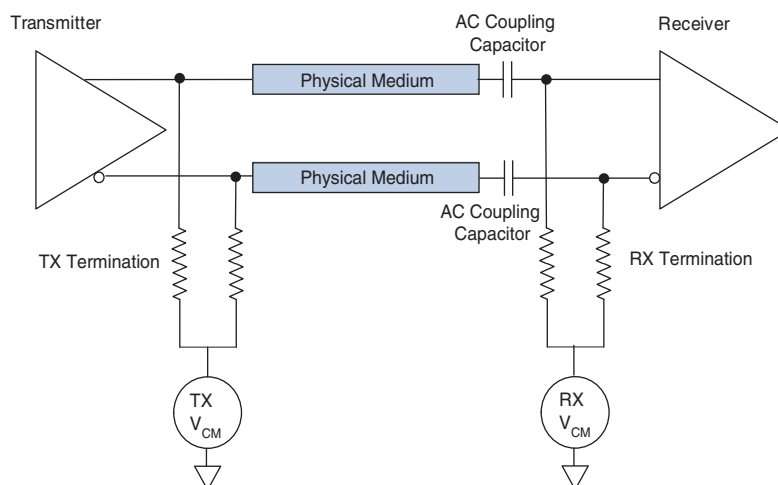 Transmitter
AC Coupling
Capacitor
Receiver
Physical Medium
Physical Medium
AC Coupling
Capacitor
TX Termination
RX Termination
TX
VCM
RX
VCM